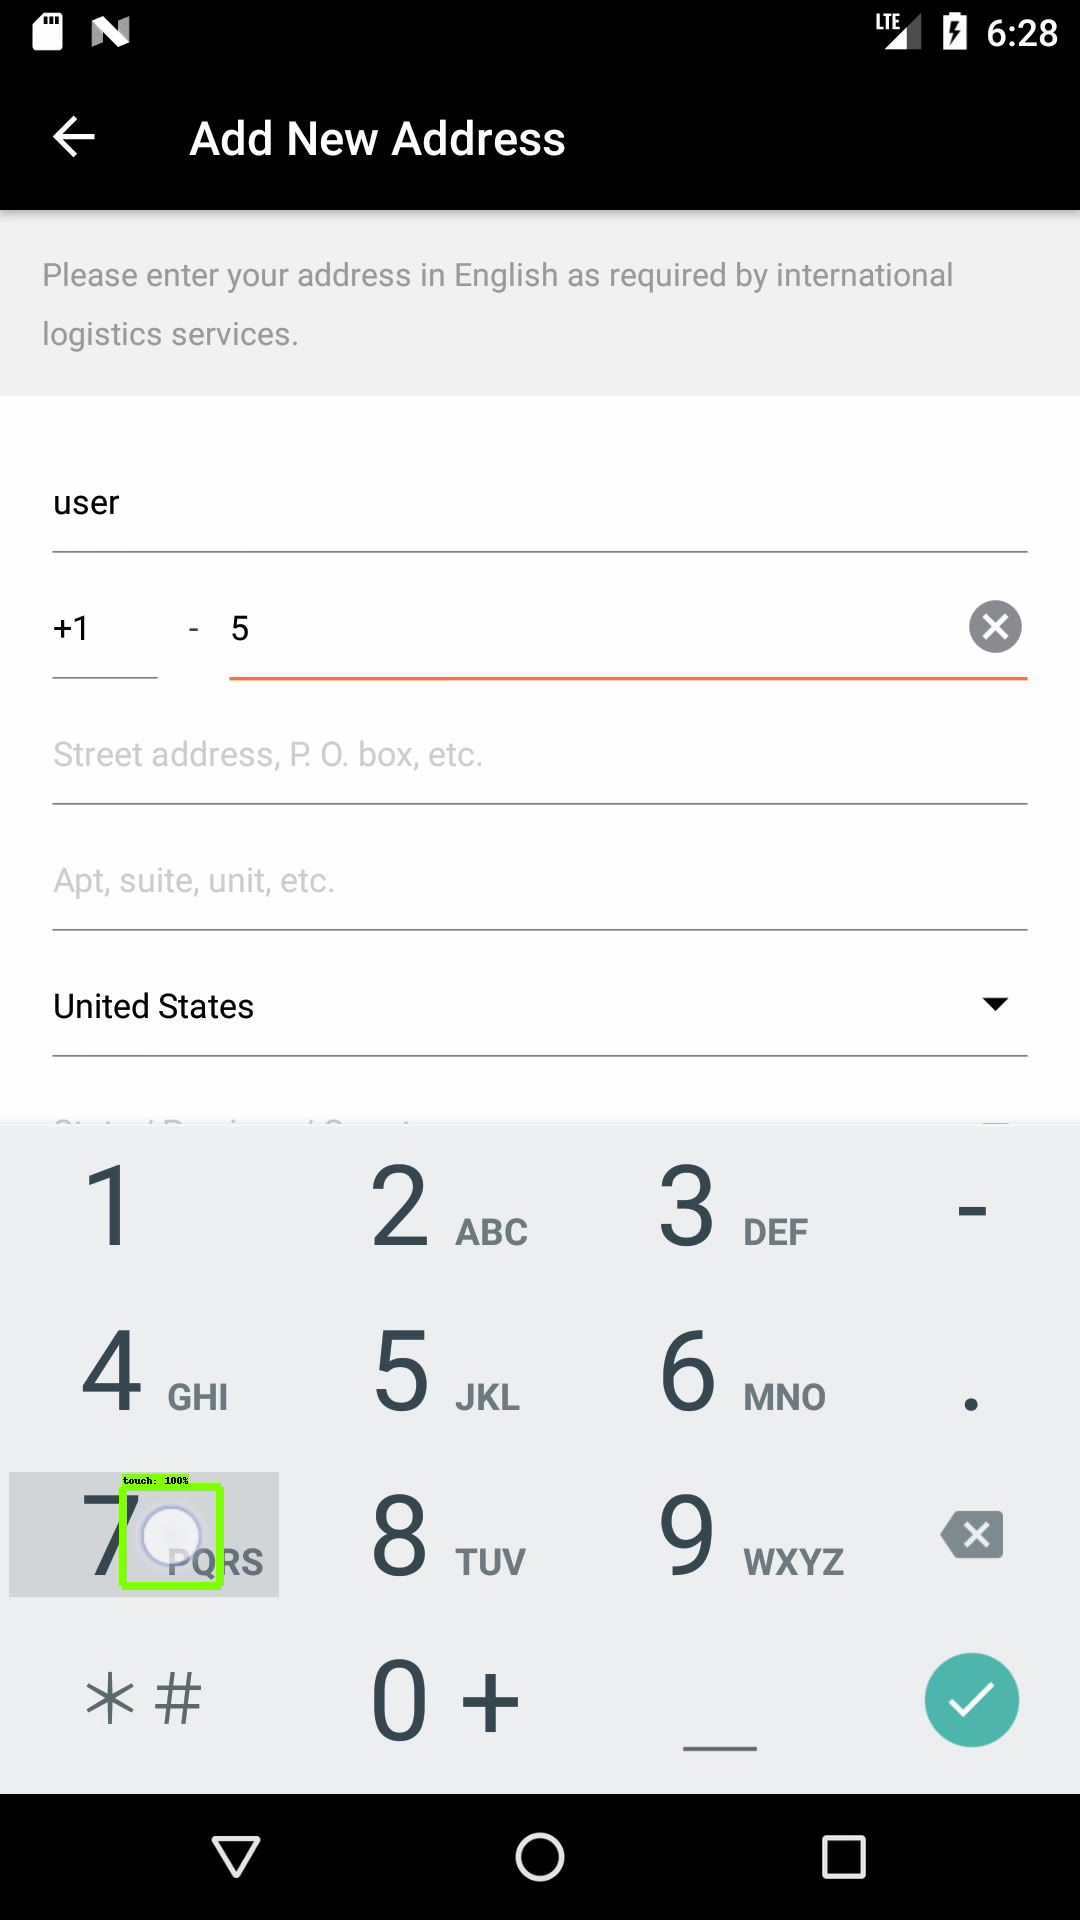 LTE 6:28
Add New Address
Please enter your address in English as required by international
logistics services.
user
+1 - 5
Street address, P. O. box, etc.
Apt, suite, unit, etc.
United States
1 2 ABC 3 DEF -
4 GHI 5 JKL 6 MNO .
touch: 100%
7 PQRS 8 TUV 9 WXYZ
* # 0 +